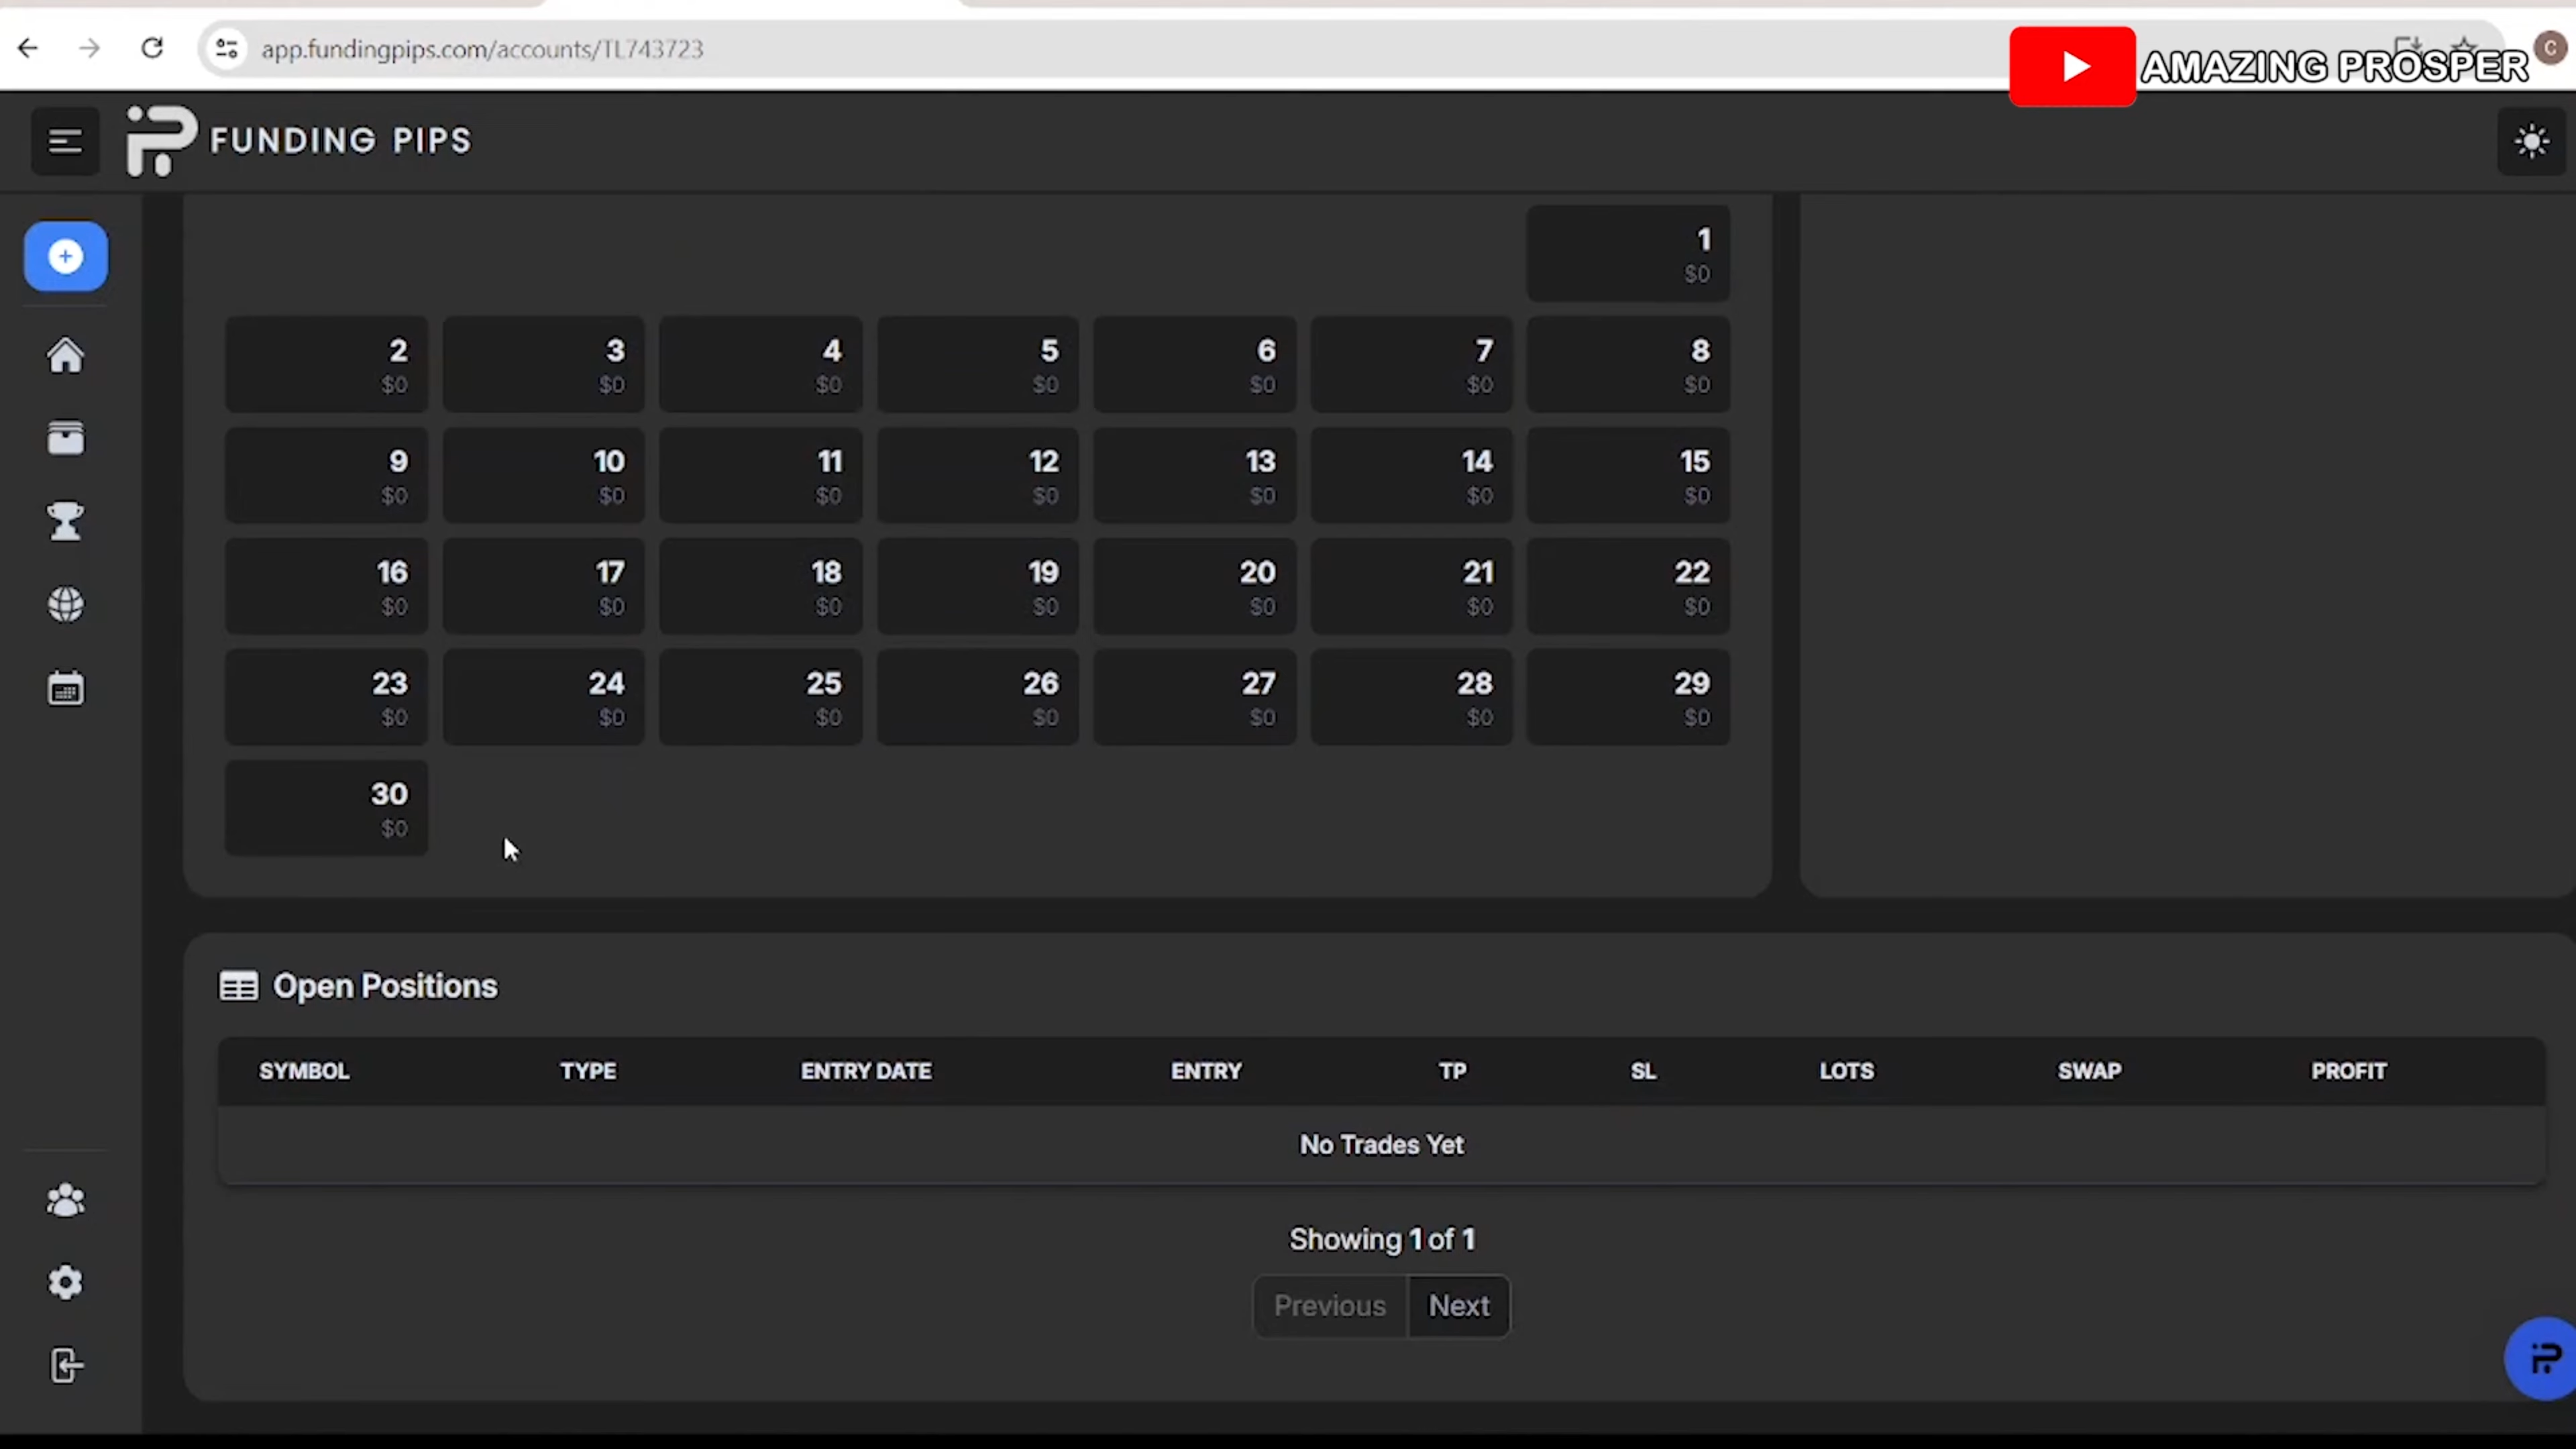 app.fundingpips.com/accounts/TL743723
AMAZING PROSPER
C
FUNDING PIPS
1
$0
2 3 4 5 6 7 8
$0 $0 $0 $0 $0 $0 $0
9 10 11 12 13 14 15
$0 $0 $0 $0 $0 $0 $0
16 17 18 19 20 21 22
$0 $0 $0 $0 $0 $0 $0
23 24 25 26 27 28 29
$0 $0 $0 $0 $0 $0 $0
30
$0
Open Positions
SYMBOL TYPE ENTRY DATE ENTRY TP SL LOTS SWAP PROFIT
No Trades Yet
Showing 1 of 1
Previous Next